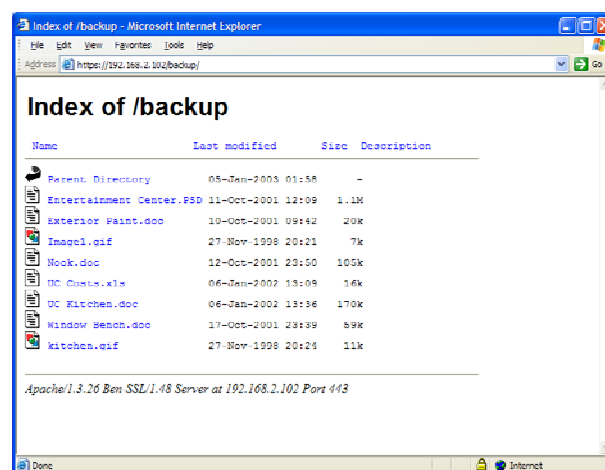 Index of /backup - Microsoft Internet Explorer
File Edit View Favorites Tools Help
Address https://192.168.2.102/backup/ Go
Index of /backup
Name Last modified Size Description
Parent Directory 05-Jan-2003 01:58 -
Entertainment Center.PSD 11-Oct-2001 12:09 1.1M
Exterior Paint.doc 10-Oct-2001 09:42 20k
Image1.gif 27-Nov-1998 20:21 7k
Nook.doc 12-Oct-2001 23:50 105k
UC Costs.xls 06-Jan-2002 13:09 16k
UC Kitchen.doc 06-Jan-2002 13:36 170k
Window Bench.doc 17-Oct-2001 23:39 59k
kitchen.gif 27-Nov-1998 20:24 11k
Apache/1.3.26 Ben-SSL/1.48 Server at 192.168.2.102 Port 443
Done Internet